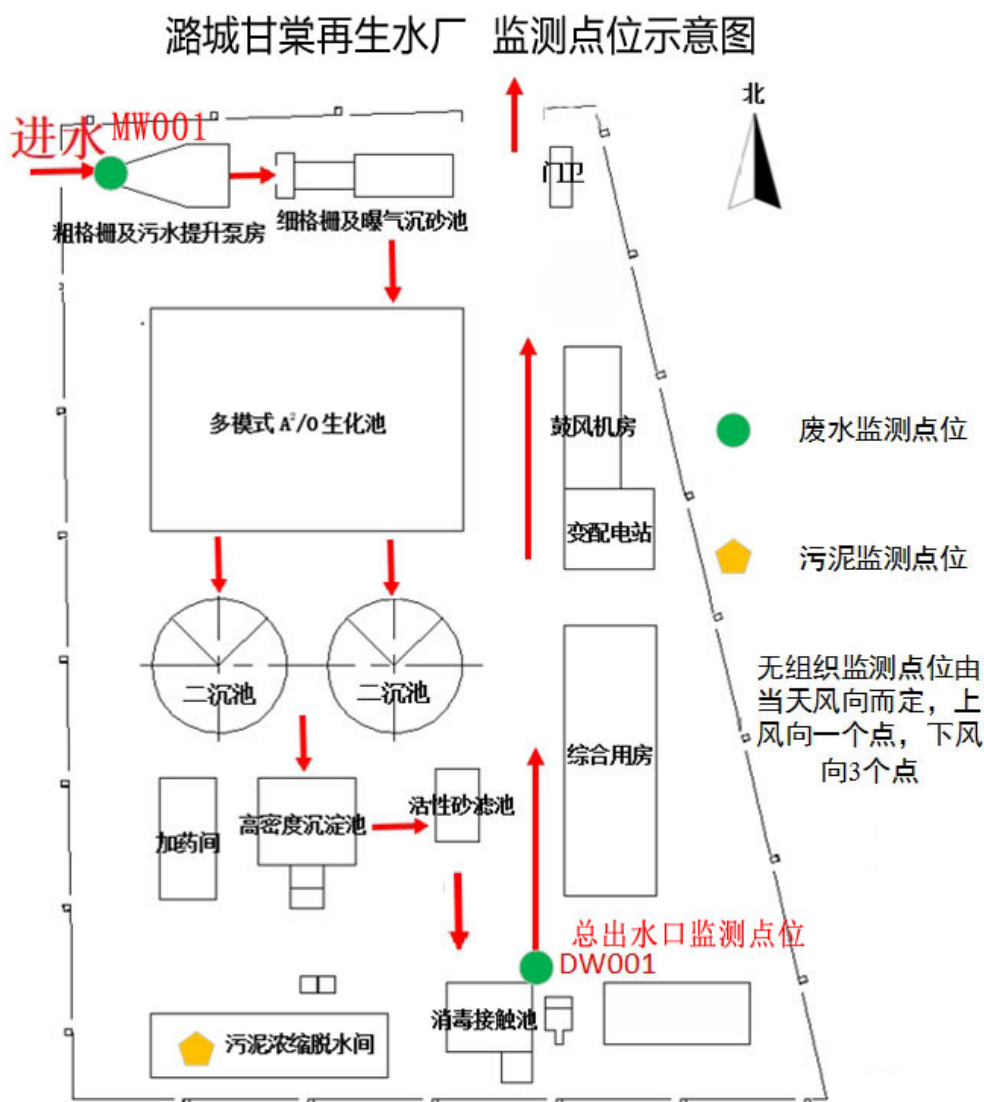 潞城甘棠再生水厂 监测点位示意图
北
进水 MW001
门卫
粗格栅及污水提升泵房
细格栅及曝气沉砂池
多模式 A²/O 生化池
鼓风机房
废水监测点位
变配电站
污泥监测点位
二沉池
二沉池
无组织监测点位由
当天风向而定，上
风向一个点，下风
向3个点
综合用房
加药间
高密度沉淀池
活性砂滤池
总出水口监测点位
DW001
消毒接触池
污泥浓缩脱水间